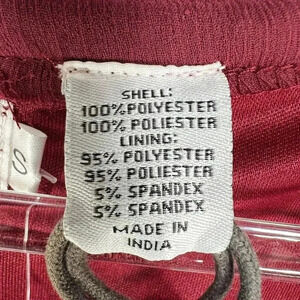 SHELL:
100% POLYESTER
100% POLIESTER
LINING:
95% POLYESTER
95% POLIESTER
5% SPANDEX
5% SPANDEX
MADE IN
INDIA
S